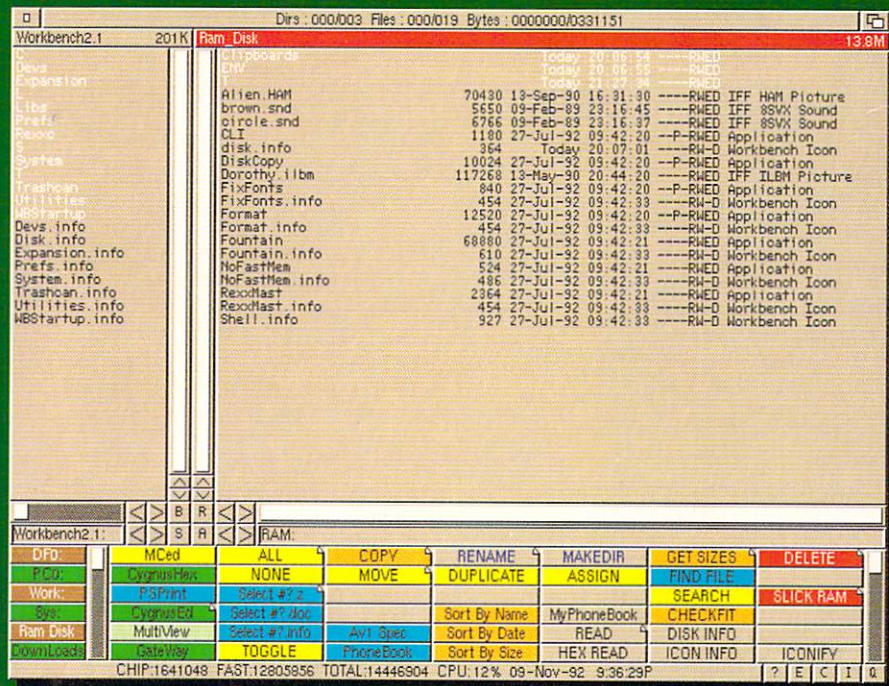 Dirs : 000/003 Files : 000/019 Bytes : 0000000/0331151
Workbench2.1 201K Ram_Disk 13.8M
C
Devs
Expansion
L
Libs
Prefs
Rexxc
S
System
T
Trashcan
Utilities
WBStartup
Devs.info
Disk.info
Expansion.info
Prefs.info
System.info
Trashcan.info
Utilities.info
WBStartup.info
Clipboards Today 20:06:54 ----RWED
ENV Today 20:06:55 ----RWED
T Today 21:27:38 ----RWED
Alien.HAM 70430 13-Sep-90 16:31:30 ----RWED IFF HAM Picture
brown.snd 5650 09-Feb-89 23:16:45 ----RWED IFF 8SVX Sound
circle.snd 6766 09-Feb-89 23:16:37 ----RWED IFF 8SVX Sound
CLI 1180 27-Jul-92 09:42:20 --P-RWED Application
disk.info 364 Today 20:07:01 ----RW-D Workbench Icon
DiskCopy 10024 27-Jul-92 09:42:20 --P-RWED Application
Dorothy.ilbm 117268 13-May-90 20:44:20 ----RWED IFF ILBM Picture
FixFonts 840 27-Jul-92 09:42:20 --P-RWED Application
FixFonts.info 454 27-Jul-92 09:42:33 ----RW-D Workbench Icon
Format 12520 27-Jul-92 09:42:20 --P-RWED Application
Format.info 454 27-Jul-92 09:42:33 ----RW-D Workbench Icon
Fountain 68880 27-Jul-92 09:42:21 ----RWED Application
Fountain.info 610 27-Jul-92 09:42:33 ----RW-D Workbench Icon
NoFastMem 524 27-Jul-92 09:42:21 ----RWED Application
NoFastMem.info 486 27-Jul-92 09:42:33 ----RW-D Workbench Icon
RexxMast 2364 27-Jul-92 09:42:21 ----RWED Application
RexxMast.info 454 27-Jul-92 09:42:33 ----RW-D Workbench Icon
Shell.info 927 27-Jul-92 09:42:33 ----RW-D Workbench Icon
B R
Workbench2.1: S A RAM:
DF0: MCed ALL COPY RENAME MAKEDIR GET SIZES DELETE
PC0: CygnusHex NONE MOVE DUPLICATE ASSIGN FIND FILE
Work: PSPrint Select #?.z SEARCH SLICK RAM
Sys: CygnusEd Select #?.doc Sort By Name MyPhoneBook CHECKFIT
Ram Disk MultiView Select #?.info Av1 Spec Sort By Date READ DISK INFO
DownLoads GateWay TOGGLE PhoneBook Sort By Size HEX READ ICON INFO ICONIFY
CHIP:1641048 FAST:12805856 TOTAL:14446904 CPU:12% 09-Nov-92 9:36:29P ? E C I Q